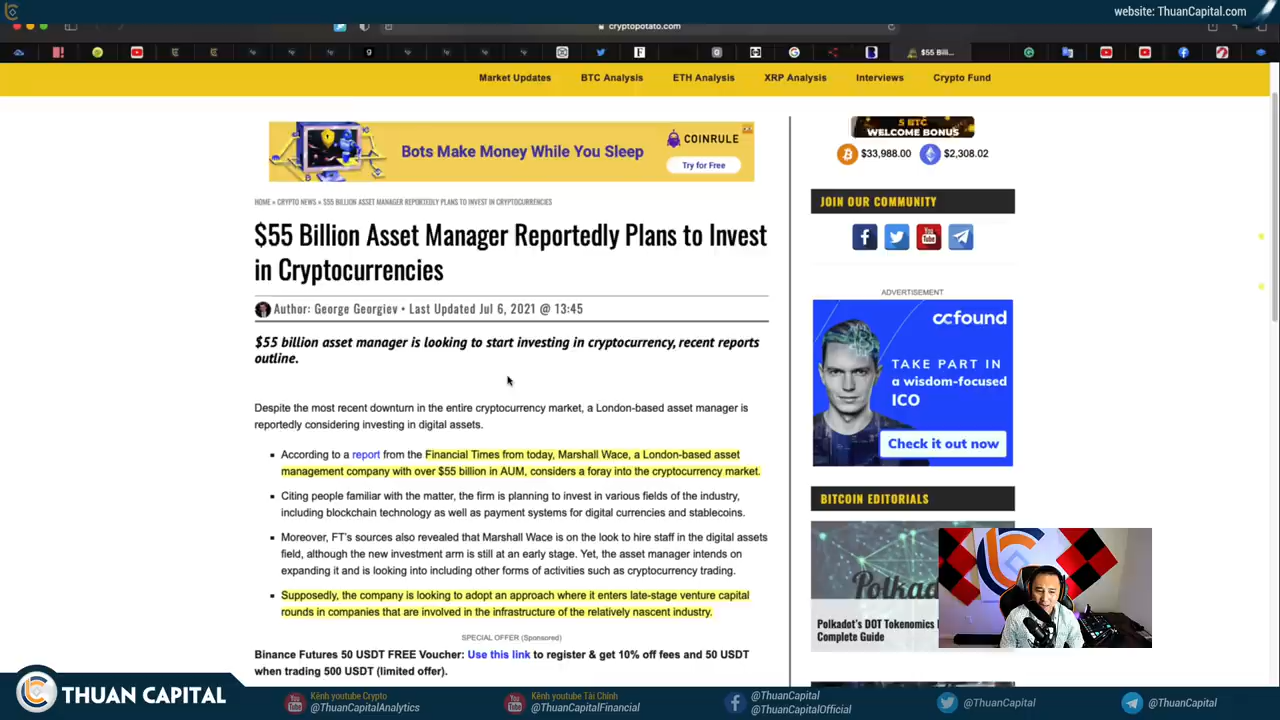 website: ThuanCapital.com
cryptopotato.com
$55 Bill...
Market Updates
BTC Analysis
ETH Analysis
XRP Analysis
Interviews
Crypto Fund
Bots Make Money While You Sleep
COINRULE
Try for Free
5 BTC
WELCOME BONUS
$33,988.00
$2,308.02
HOME » CRYPTO NEWS » $55 BILLION ASSET MANAGER REPORTEDLY PLANS TO INVEST IN CRYPTOCURRENCIES
$55 Billion Asset Manager Reportedly Plans to Invest
in Cryptocurrencies
Author: George Georgiev • Last Updated Jul 6, 2021 @ 13:45
$55 billion asset manager is looking to start investing in cryptocurrency, recent reports
outline.
Despite the most recent downturn in the entire cryptocurrency market, a London-based asset manager is
reportedly considering investing in digital assets.
According to a report from the Financial Times from today, Marshall Wace, a London-based asset
management company with over $55 billion in AUM, considers a foray into the cryptocurrency market.
Citing people familiar with the matter, the firm is planning to invest in various fields of the industry,
including blockchain technology as well as payment systems for digital currencies and stablecoins.
Moreover, FT's sources also revealed that Marshall Wace is on the look to hire staff in the digital assets
field, although the new investment arm is still at an early stage. Yet, the asset manager intends on
expanding it and is looking into including other forms of activities such as cryptocurrency trading.
Supposedly, the company is looking to adopt an approach where it enters late-stage venture capital
rounds in companies that are involved in the infrastructure of the relatively nascent industry.
SPECIAL OFFER (Sponsored)
Binance Futures 50 USDT FREE Voucher: Use this link to register & get 10% off fees and 50 USDT
when trading 500 USDT (limited offer).
JOIN OUR COMMUNITY
ADVERTISEMENT
ccfound
TAKE PART IN
a wisdom-focused
ICO
Check it out now
BITCOIN EDITORIALS
Polkad
Polkadot's DOT Tokenomics
Complete Guide
THUAN CAPITAL
Kênh youtube Crypto
@ThuanCapitalAnalytics
Kênh youtube Tài Chính
@ThuanCapitalFinancial
@ThuanCapital
@ThuanCapitalOfficial
@ThuanCapital
@ThuanCapital